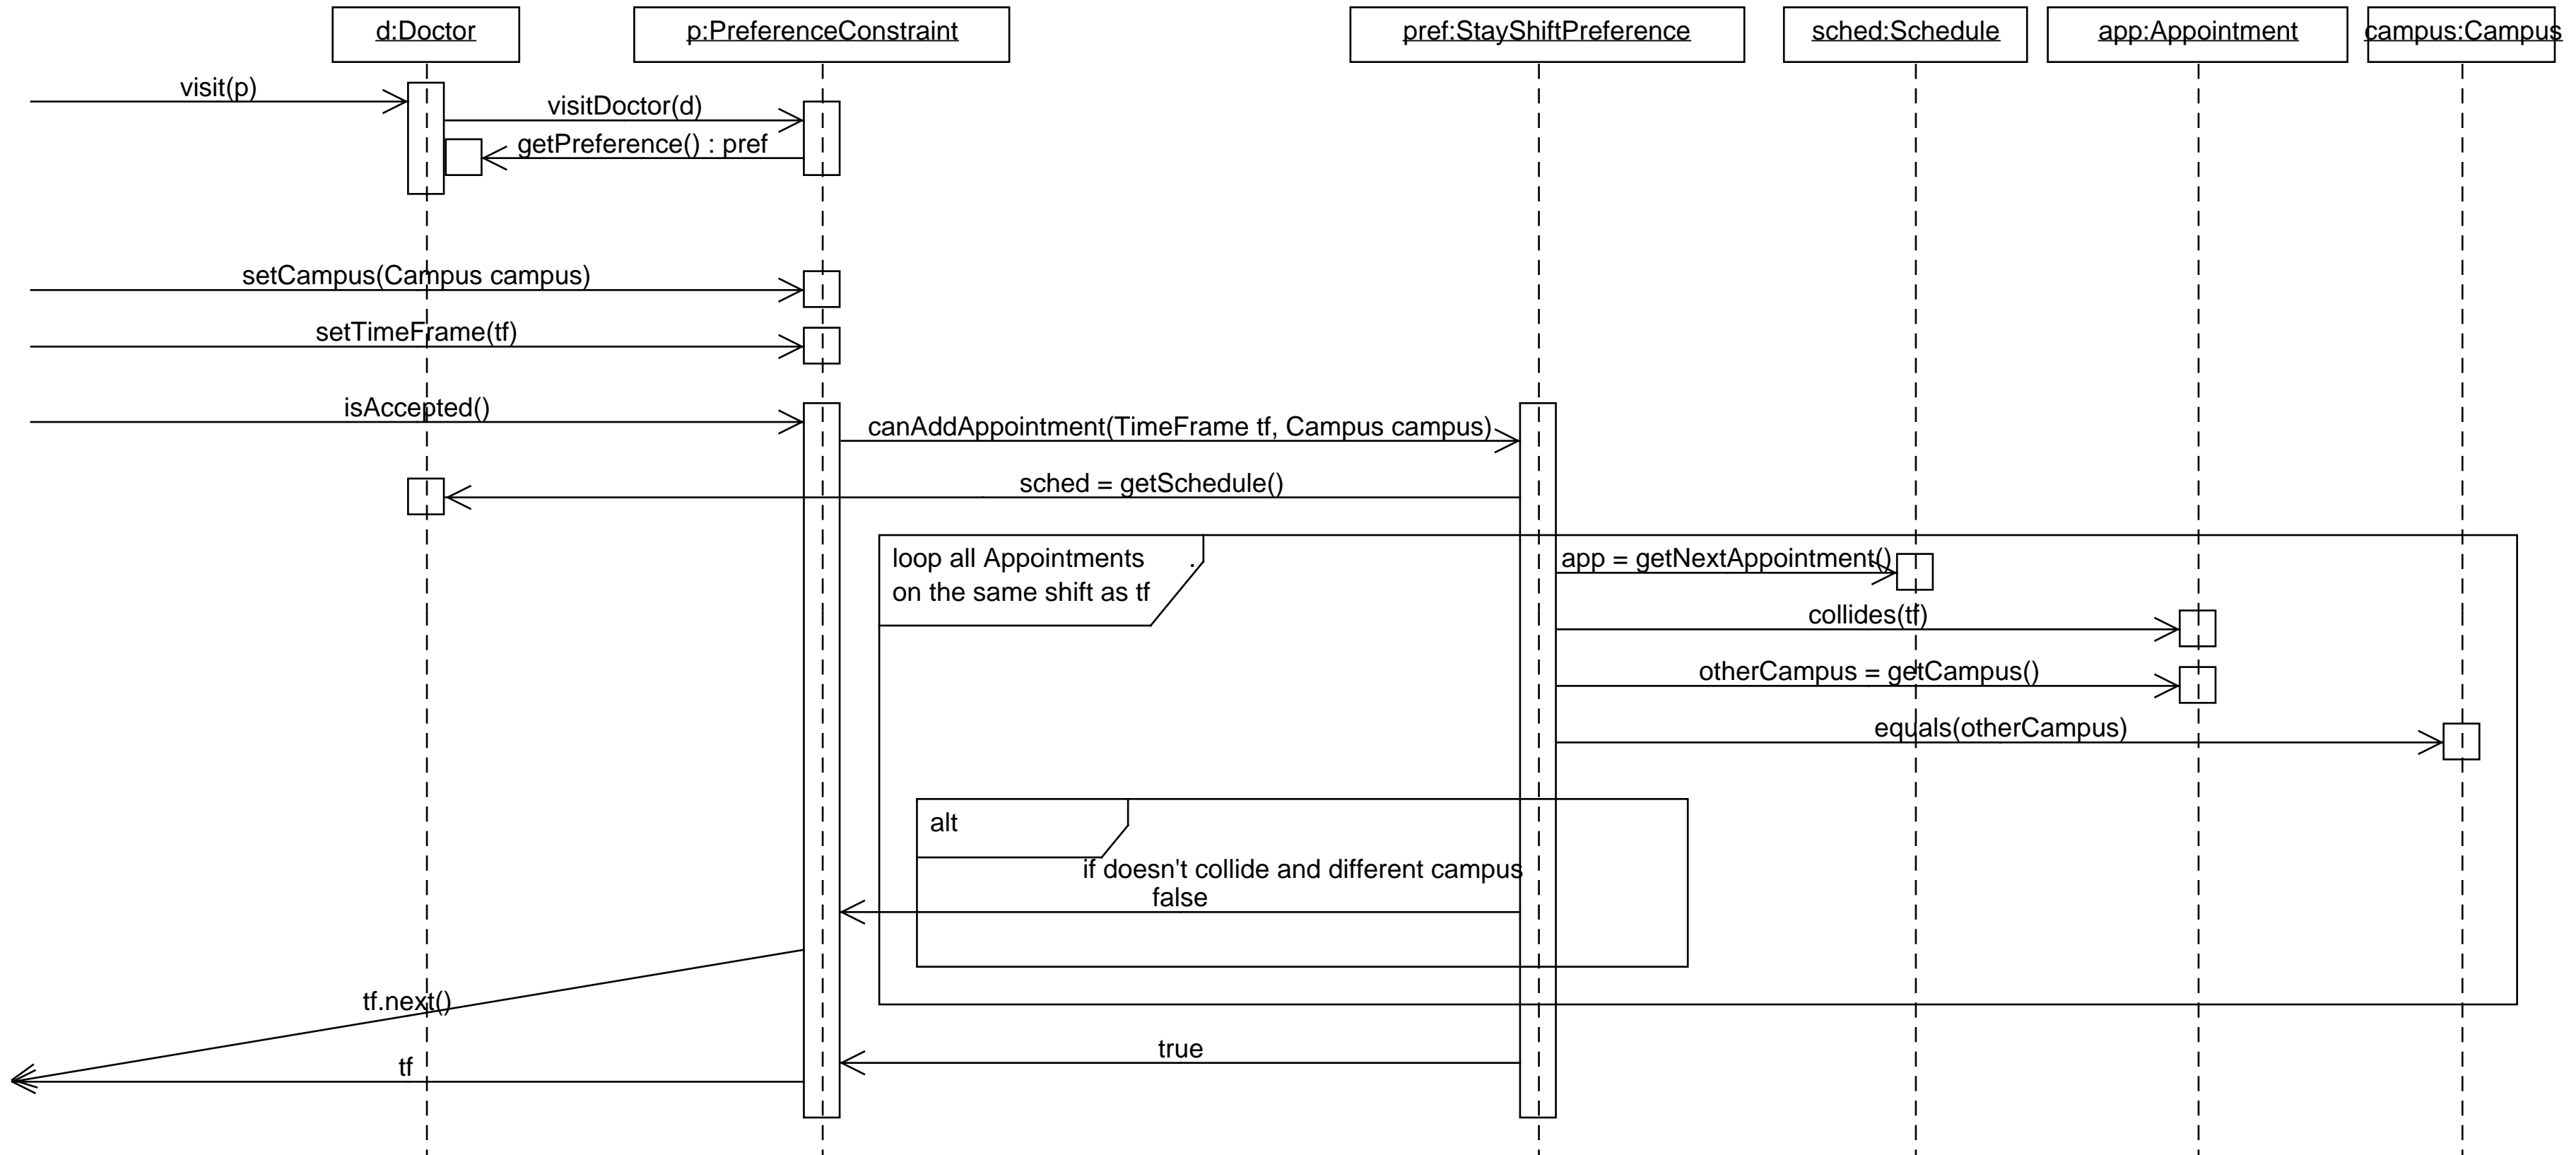 d:Doctor
p:PreferenceConstraint
pref:StayShiftPreference
sched:Schedule
app:Appointment
campus:Campus
visit(p)
visitDoctor(d)
getPreference() : pref
setCampus(Campus campus)
setTimeFrame(tf)
isAccepted()
canAddAppointment(TimeFrame tf, Campus campus)
sched = getSchedule()
loop all Appointments .
on the same shift as tf
app = getNextAppointment()
collides(tf)
otherCampus = getCampus()
equals(otherCampus)
alt
if doesn't collide and different campus
false
tf.next()
true
tf